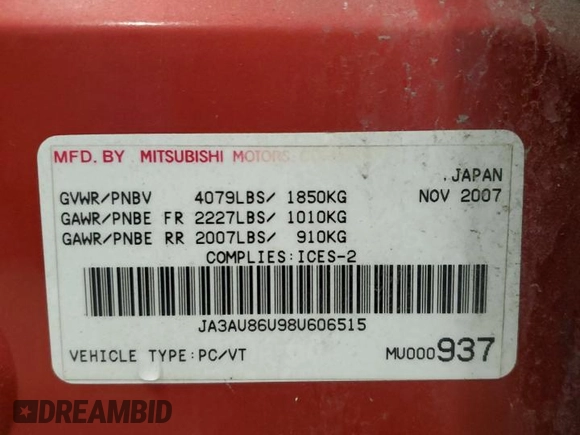 MFD. BY MITSUBISHI MOTORS
JAPAN
GVWR/PNBV 4079LBS/ 1850KG NOV 2007
GAWR/PNBE FR 2227LBS/ 1010KG
GAWR/PNBE RR 2007LBS/ 910KG
COMPLIES:ICES-2
JA3AU86U98U606515
VEHICLE TYPE:PC/VT MU000937
DREAMBID